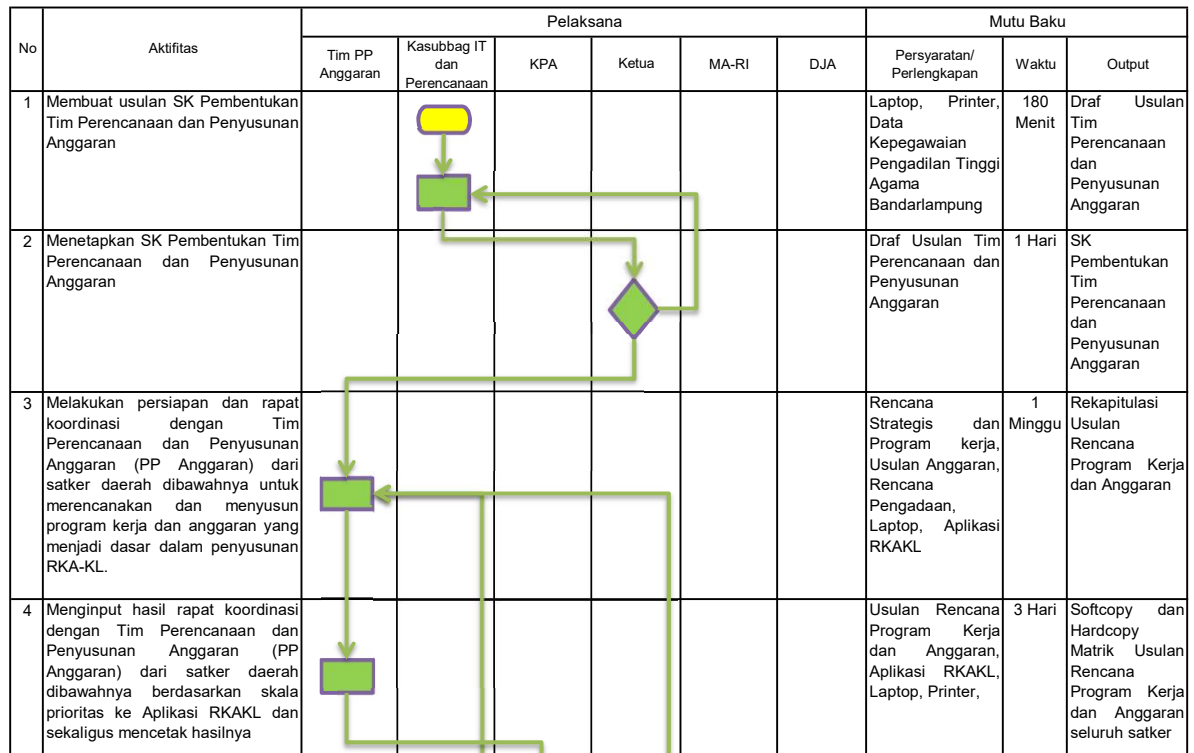 No
Aktifitas
Pelaksana
Mutu Baku
Tim PP
Anggaran
Kasubbag IT
dan
Perencanaan
KPA
Ketua
MA-RI
DJA
Persyaratan/
Perlengkapan
Waktu
Output
1
Membuat usulan SK Pembentukan
Tim Perencanaan dan Penyusunan
Anggaran
Laptop, Printer,
Data
Kepegawaian
Pengadilan Tinggi
Agama
Bandarlampung
180
Menit
Draf Usulan
Tim
Perencanaan
dan
Penyusunan
Anggaran
2
Menetapkan SK Pembentukan Tim
Perencanaan dan Penyusunan
Anggaran
Draf Usulan Tim
Perencanaan dan
Penyusunan
Anggaran
1 Hari
SK
Pembentukan
Tim
Perencanaan
dan
Penyusunan
Anggaran
3
Melakukan persiapan dan rapat
koordinasi dengan Tim
Perencanaan dan Penyusunan
Anggaran (PP Anggaran) dari
satker daerah dibawahnya untuk
merencanakan dan menyusun
program kerja dan anggaran yang
menjadi dasar dalam penyusunan
RKA-KL.
Rencana
Strategis dan
Program kerja,
Usulan Anggaran,
Rencana
Pengadaan,
Laptop, Aplikasi
RKAKL
1
Minggu
Rekapitulasi
Usulan
Rencana
Program Kerja
dan Anggaran
4
Menginput hasil rapat koordinasi
dengan Tim Perencanaan dan
Penyusunan Anggaran (PP
Anggaran) dari satker daerah
dibawahnya berdasarkan skala
prioritas ke Aplikasi RKAKL dan
sekaligus mencetak hasilnya
Usulan Rencana
Program Kerja
dan Anggaran,
Aplikasi RKAKL,
Laptop, Printer,
3 Hari
Softcopy dan
Hardcopy
Matrik Usulan
Rencana
Program Kerja
dan Anggaran
seluruh satker